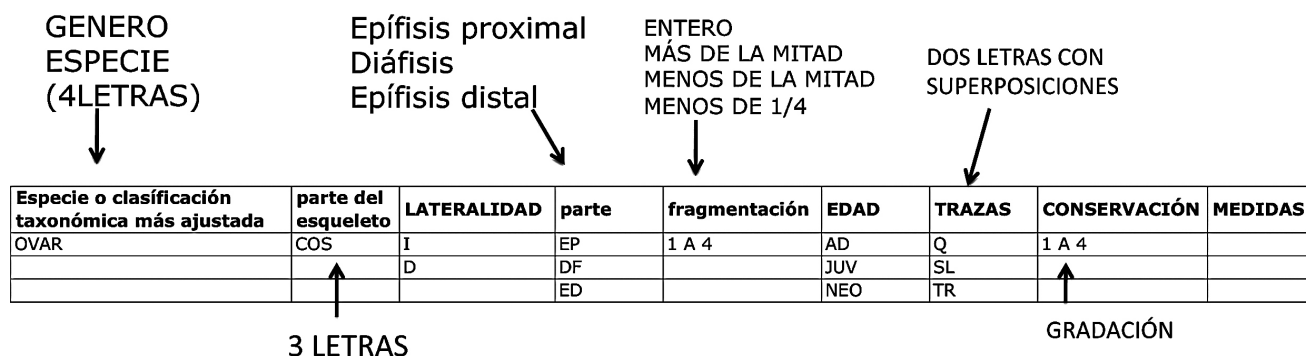 GENERO
ESPECIE
(4LETRAS)
Epífisis proximal
Diáfisis
Epífisis distal
ENTERO
MÁS DE LA MITAD
MENOS DE LA MITAD
MENOS DE 1/4
DOS LETRAS CON
SUPERPOSICIONES
Especie o clasíficación taxonómica más ajustada parte del esqueleto LATERALIDAD parte fragmentación EDAD TRAZAS CONSERVACIÓN MEDIDAS
OVAR COS I EP 1 A 4 AD Q 1 A 4
D DF JUV SL
ED NEO TR
3 LETRAS
GRADACIÓN